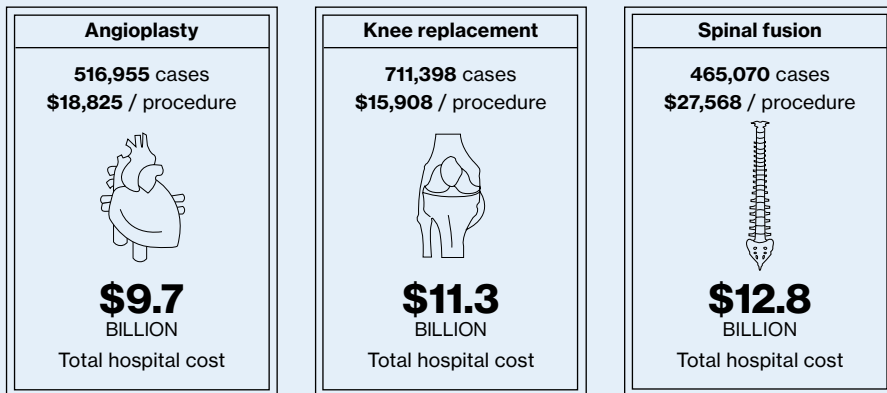 Angioplasty
516,955 cases
$18,825 / procedure
$9.7
BILLION
Total hospital cost
Knee replacement
711,398 cases
$15,908 / procedure
$11.3
BILLION
Total hospital cost
Spinal fusion
465,070 cases
$27,568 / procedure
$12.8
BILLION
Total hospital cost